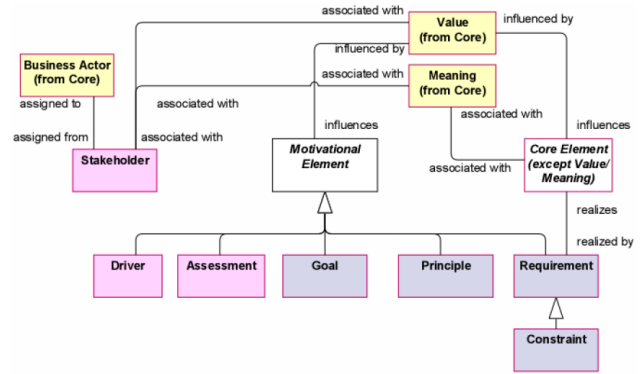 associated with
Value
(from Core)
influenced by
influenced by
Business Actor
(from Core)
associated with
Meaning
(from Core)
assigned to
associated with
associated with
influences
influences
assigned from
associated with
Motivational
Element
Core Element
(except Value/
Meaning)
Stakeholder
associated with
realizes
realized by
Driver
Assessment
Goal
Principle
Requirement
Constraint